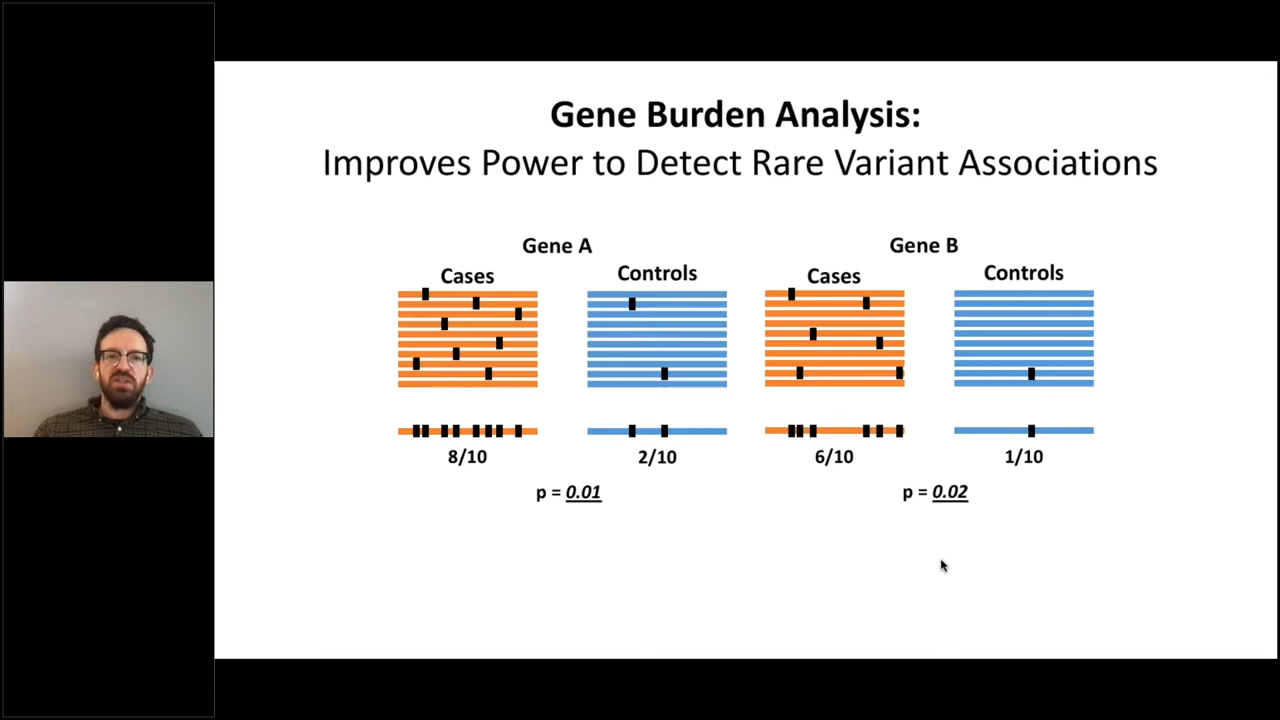 Gene Burden Analysis:
Improves Power to Detect Rare Variant Associations
Gene A
Gene B
Cases
Controls
Cases
Controls
8/10
2/10
6/10
1/10
p = 0.01
p = 0.02